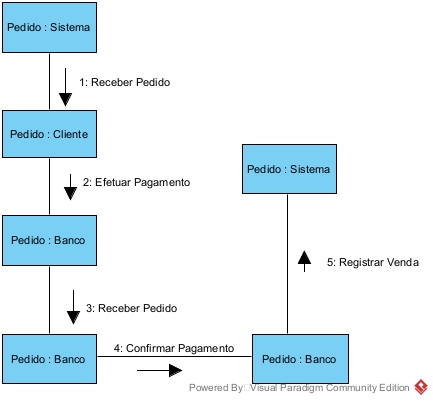 Pedido : Sistema
1: Receber Pedido
Pedido : Cliente
2: Efetuar Pagamento
Pedido : Sistema
Pedido : Banco
5: Registrar Venda
3: Receber Pedido
4: Confirmar Pagamento
Pedido : Banco
Pedido : Banco
Powered By Visual Paradigm Community Edition